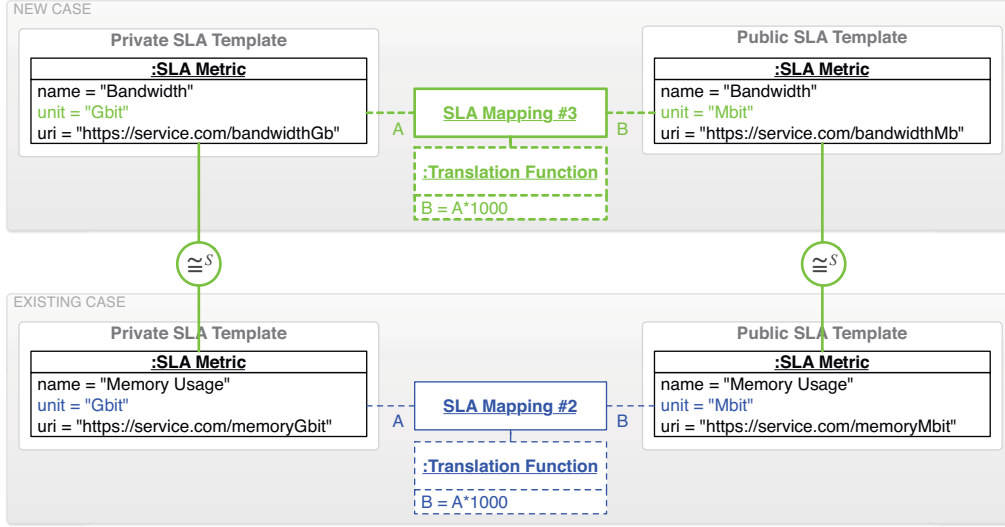 NEW CASE
Private SLA Template
:SLA Metric
name = "Bandwidth"
unit = "Gbit"
uri = "https://service.com/bandwidthGb"
A
SLA Mapping #3
B
:Translation Function
B = A*1000
Public SLA Template
:SLA Metric
name = "Bandwidth"
unit = "Mbit"
uri = "https://service.com/bandwidthMb"
≅S
≅S
EXISTING CASE
Private SLA Template
:SLA Metric
name = "Memory Usage"
unit = "Gbit"
uri = "https://service.com/memoryGbit"
A
SLA Mapping #2
B
:Translation Function
B = A*1000
Public SLA Template
:SLA Metric
name = "Memory Usage"
unit = "Mbit"
uri = "https://service.com/memoryMbit"